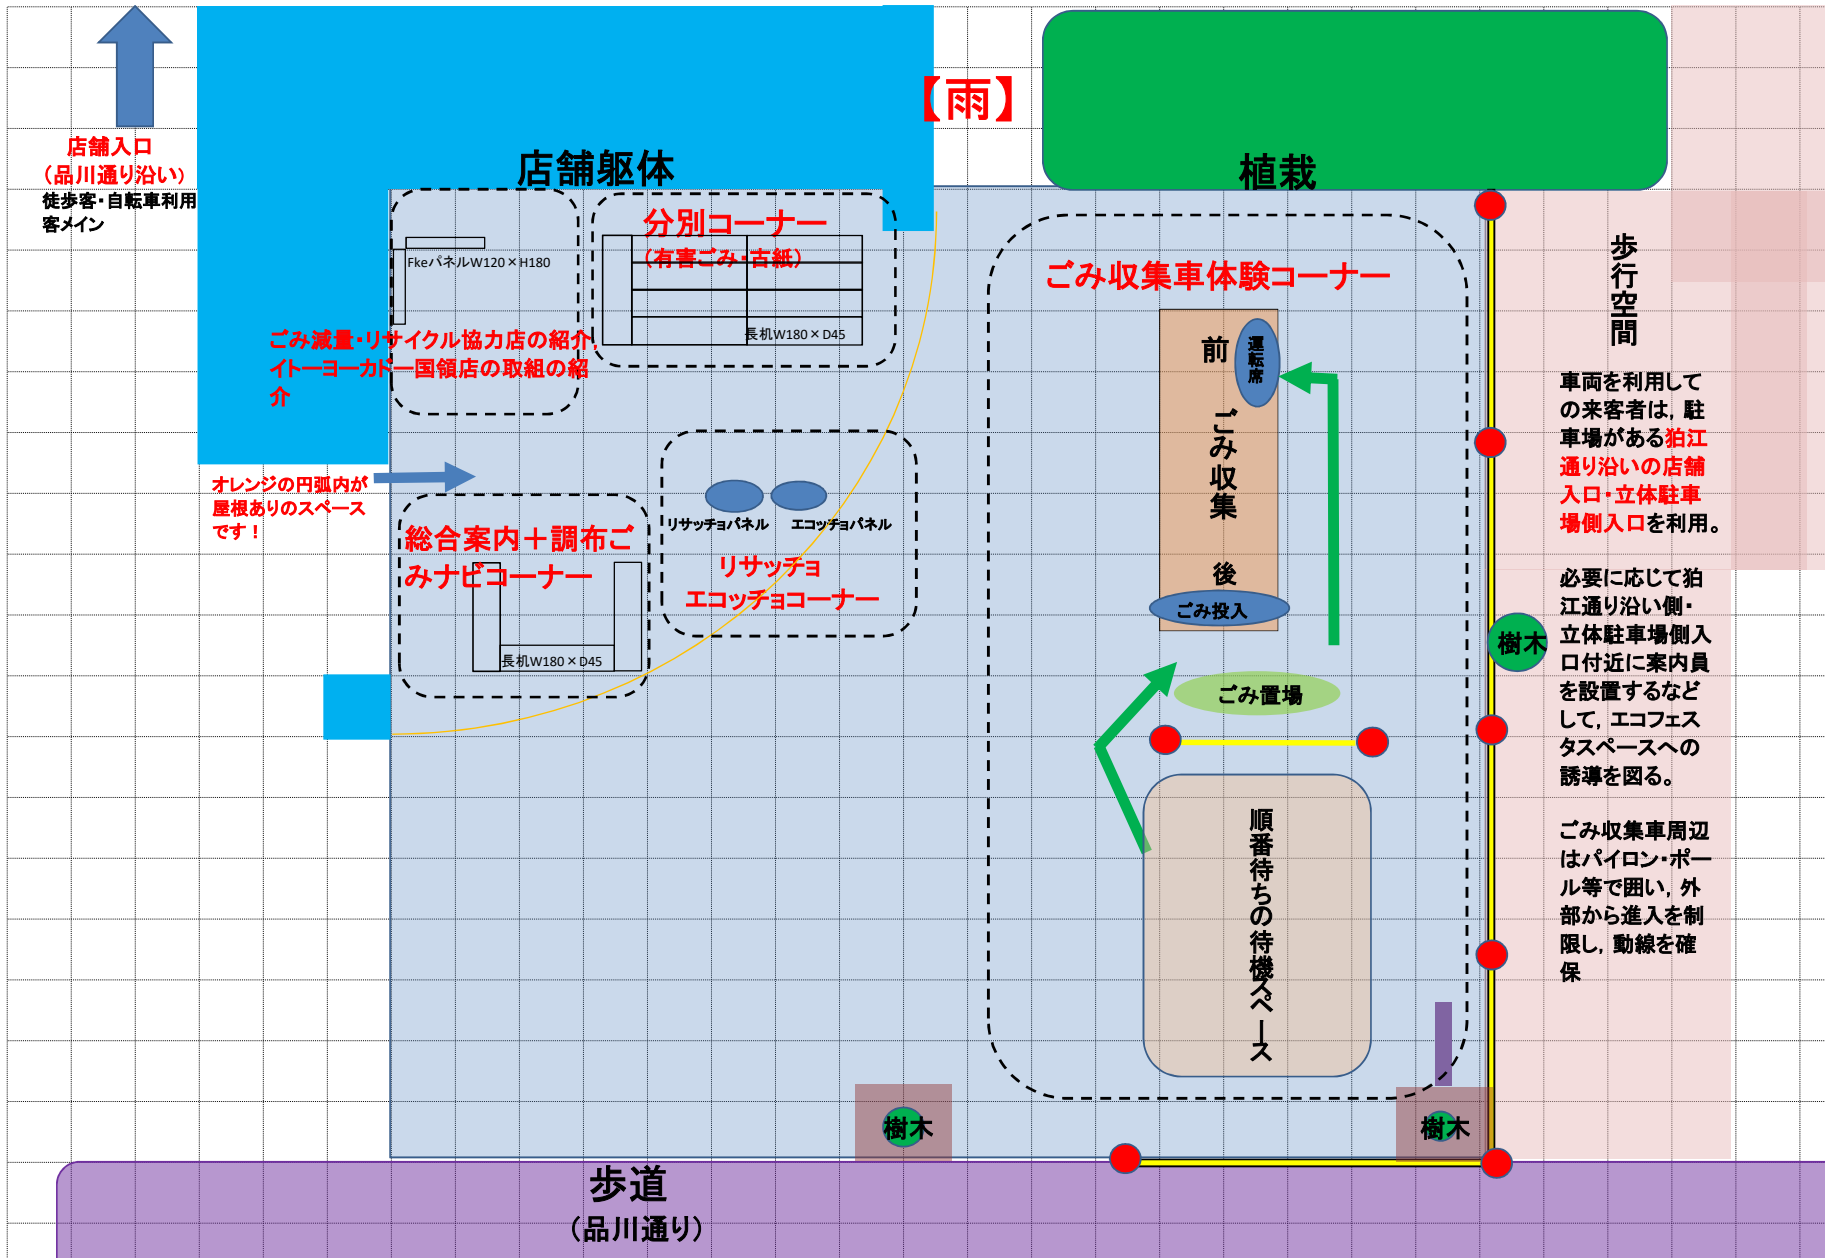 【雨】
店舗入口
（品川通り沿い）
徒歩客・自転車利用
客メイン
店舗躯体
植栽
分別コーナー
（有害ごみ・古紙）
長机W180×D45
FkeパネルW120×H180
ごみ減量・リサイクル協力店の紹介，
イトーヨーカドー国領店の取組の紹
介
オレンジの円弧内が
屋根ありのスペース
です！
総合案内＋調布ご
みナビコーナー
長机W180×D45
リサッチョパネル
エコッチョパネル
リサッチョ
エコッチョコーナー
ごみ収集車体験コーナー
前
運転席
ごみ収集
後
ごみ投入
ごみ置場
順番待ちの待機スペース
歩行空間
車両を利用して
の来客者は，駐
車場がある狛江
通り沿いの店舗
入口・立体駐車
場側入口を利用。
必要に応じて狛
江通り沿い側・
立体駐車場側入
口付近に案内員
を設置するなど
して，エコフェス
タスペースへの
誘導を図る。
ごみ収集車周辺
はパイロン・ポー
ル等で囲い，外
部から進入を制
限し，動線を確
保
樹木
樹木
樹木
歩道
（品川通り）